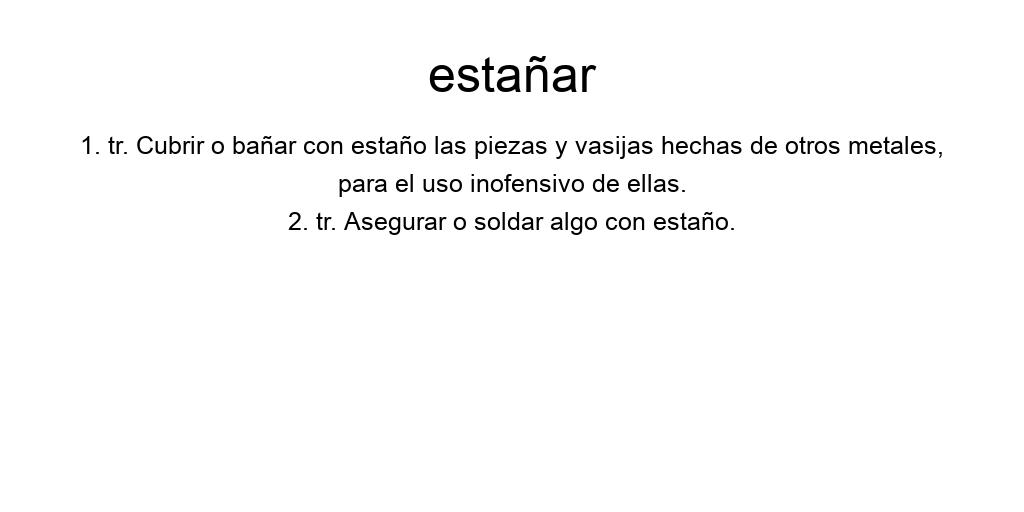 estañar
1. tr. Cubrir o bañar con estaño las piezas y vasijas hechas de otros metales,
para el uso inofensivo de ellas.
2. tr. Asegurar o soldar algo con estaño.